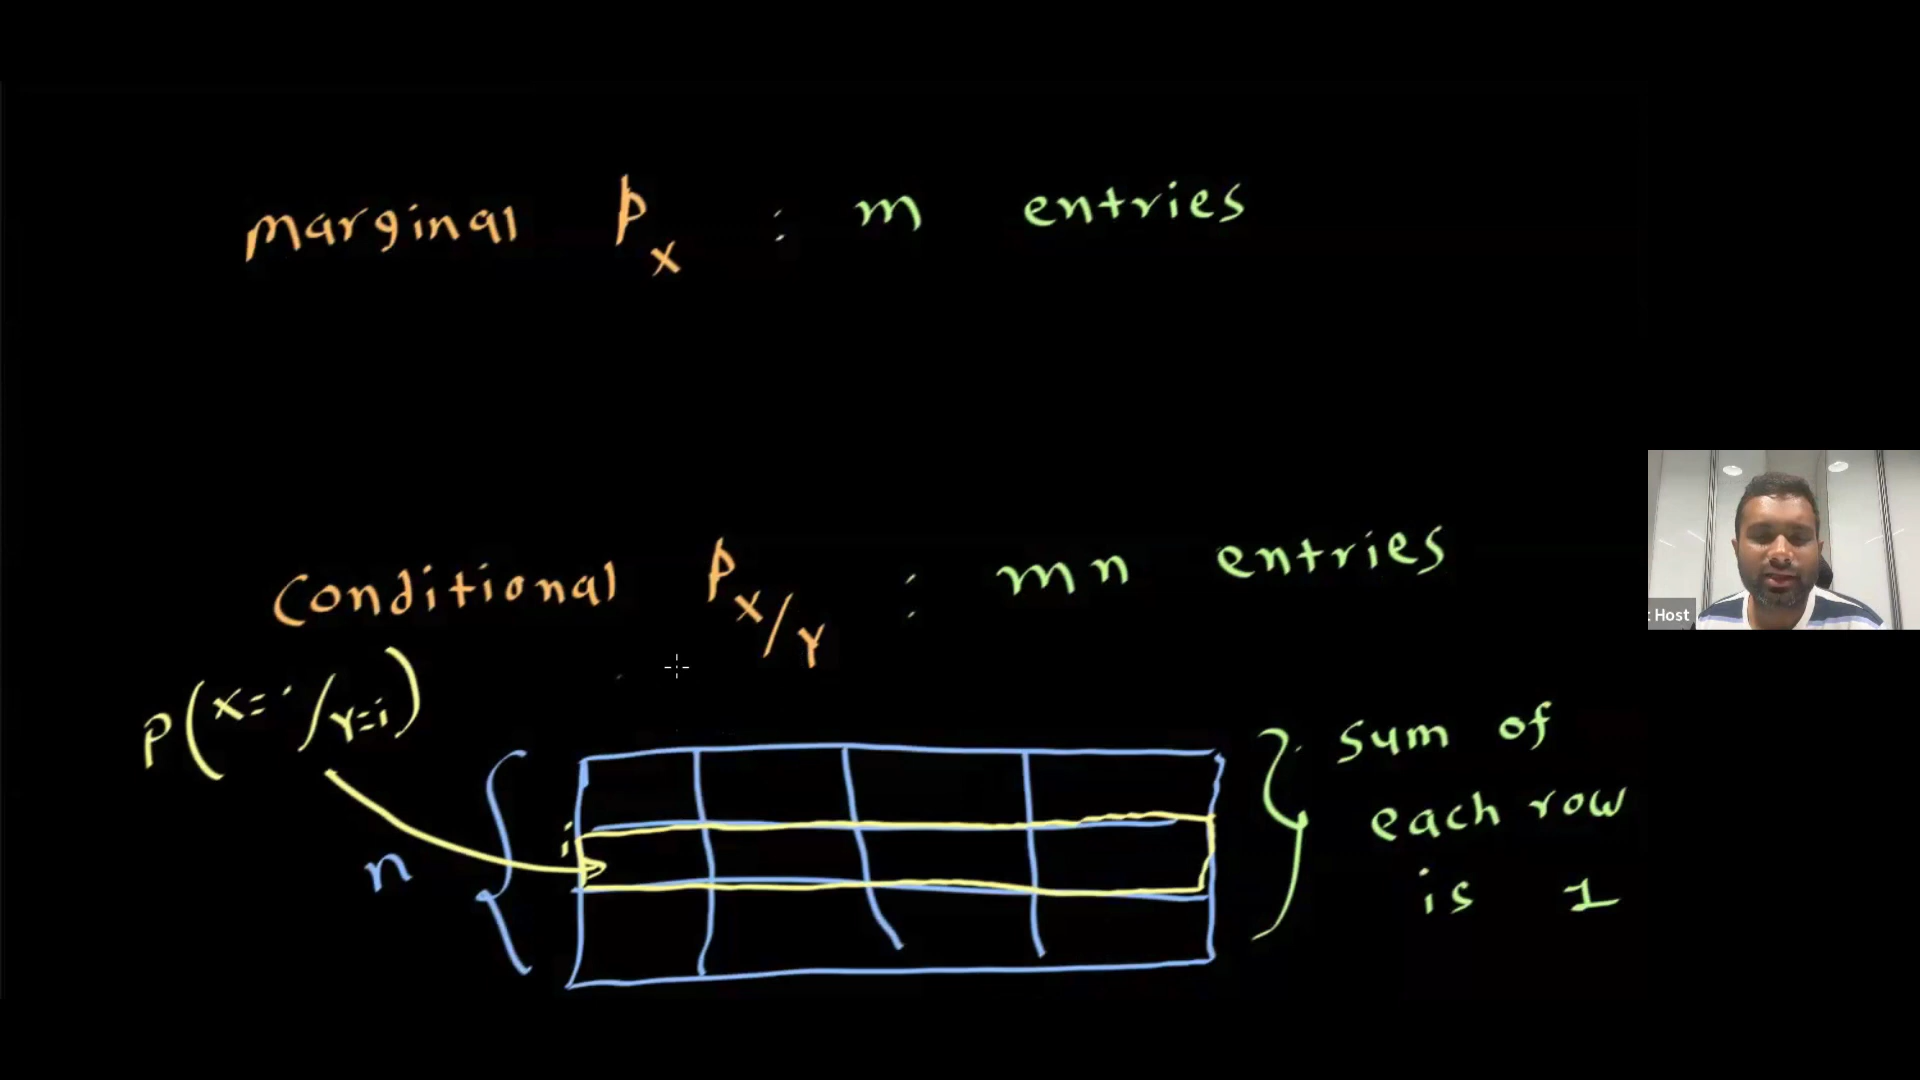 marginal P_X : m entries
Conditional P_X/Y : mn entries
P(X=·/Y=i)
i
n
sum of
each row
is 1
Host